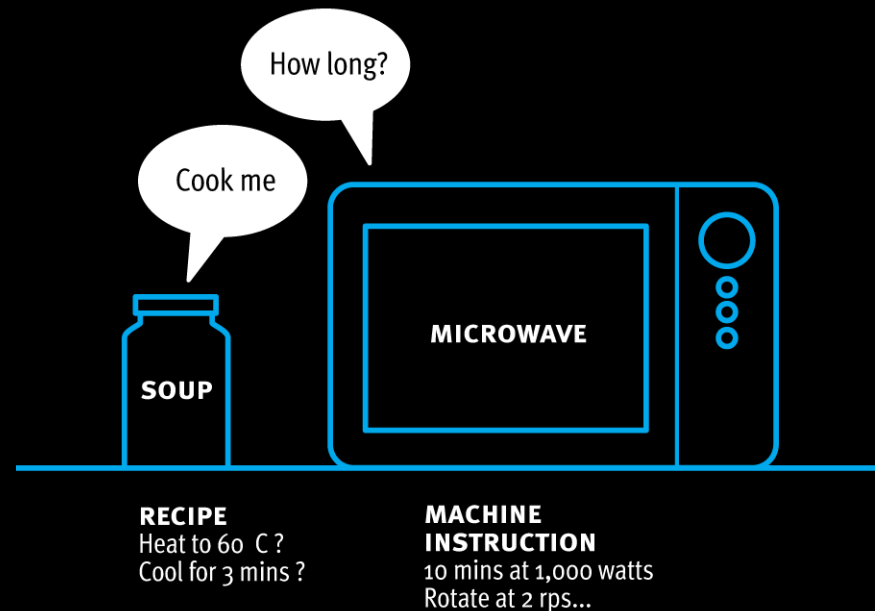 How long?
Cook me
MICROWAVE
SOUP
RECIPE
Heat to 60 C ?
Cool for 3 mins ?
MACHINE
INSTRUCTION
10 mins at 1,000 watts
Rotate at 2 rps...